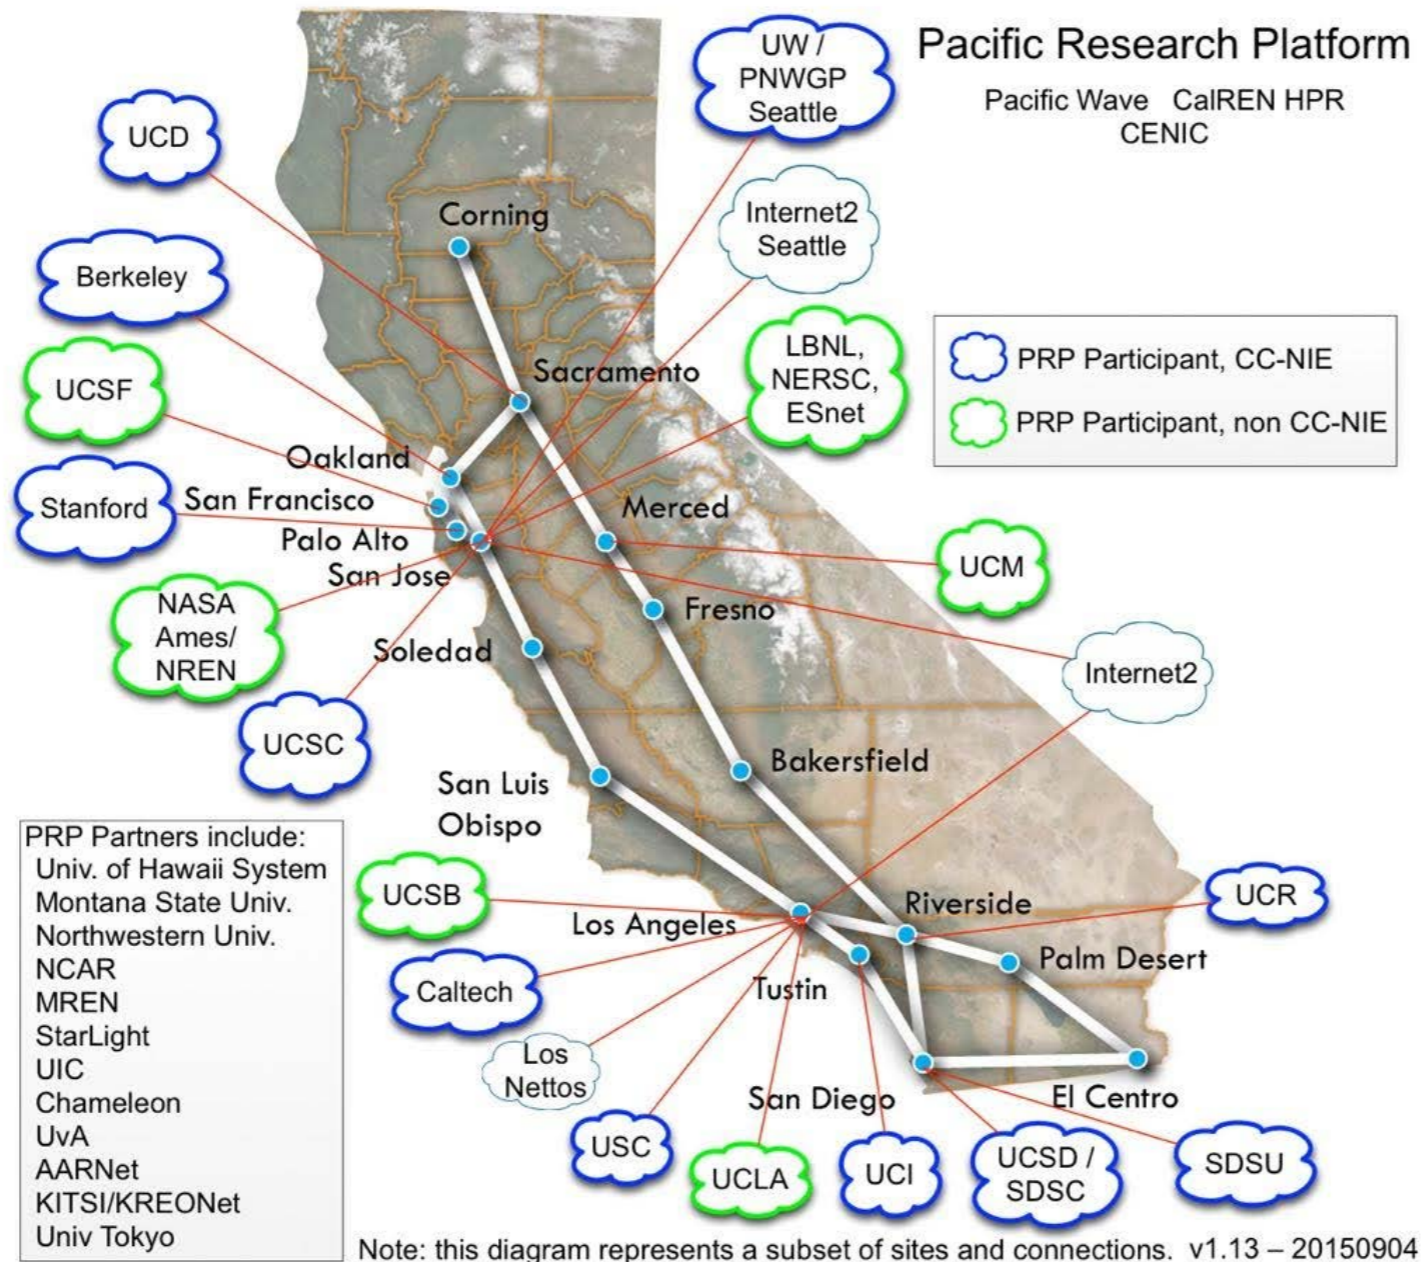 Pacific Research Platform
Pacific Wave CalREN HPR
CENIC
UW /
PNWGP
Seattle
UCD
Internet2
Seattle
Corning
Berkeley
LBNL,
NERSC,
ESnet
PRP Participant, CC-NIE
PRP Participant, non CC-NIE
UCSF
Sacramento
Oakland
Stanford
San Francisco
Merced
Palo Alto
San Jose
UCM
NASA
Ames/
NREN
Fresno
Soledad
Internet2
UCSC
Bakersfield
San Luis
Obispo
PRP Partners include:
Univ. of Hawaii System
Montana State Univ.
Northwestern Univ.
NCAR
MREN
StarLight
UIC
Chameleon
UvA
AARNet
KITSI/KREONet
Univ Tokyo
UCSB
Los Angeles
Riverside
UCR
Caltech
Tustin
Palm Desert
Los
Nettos
San Diego
El Centro
USC
UCLA
UCI
UCSD /
SDSC
SDSU
Note: this diagram represents a subset of sites and connections. v1.13 – 20150904